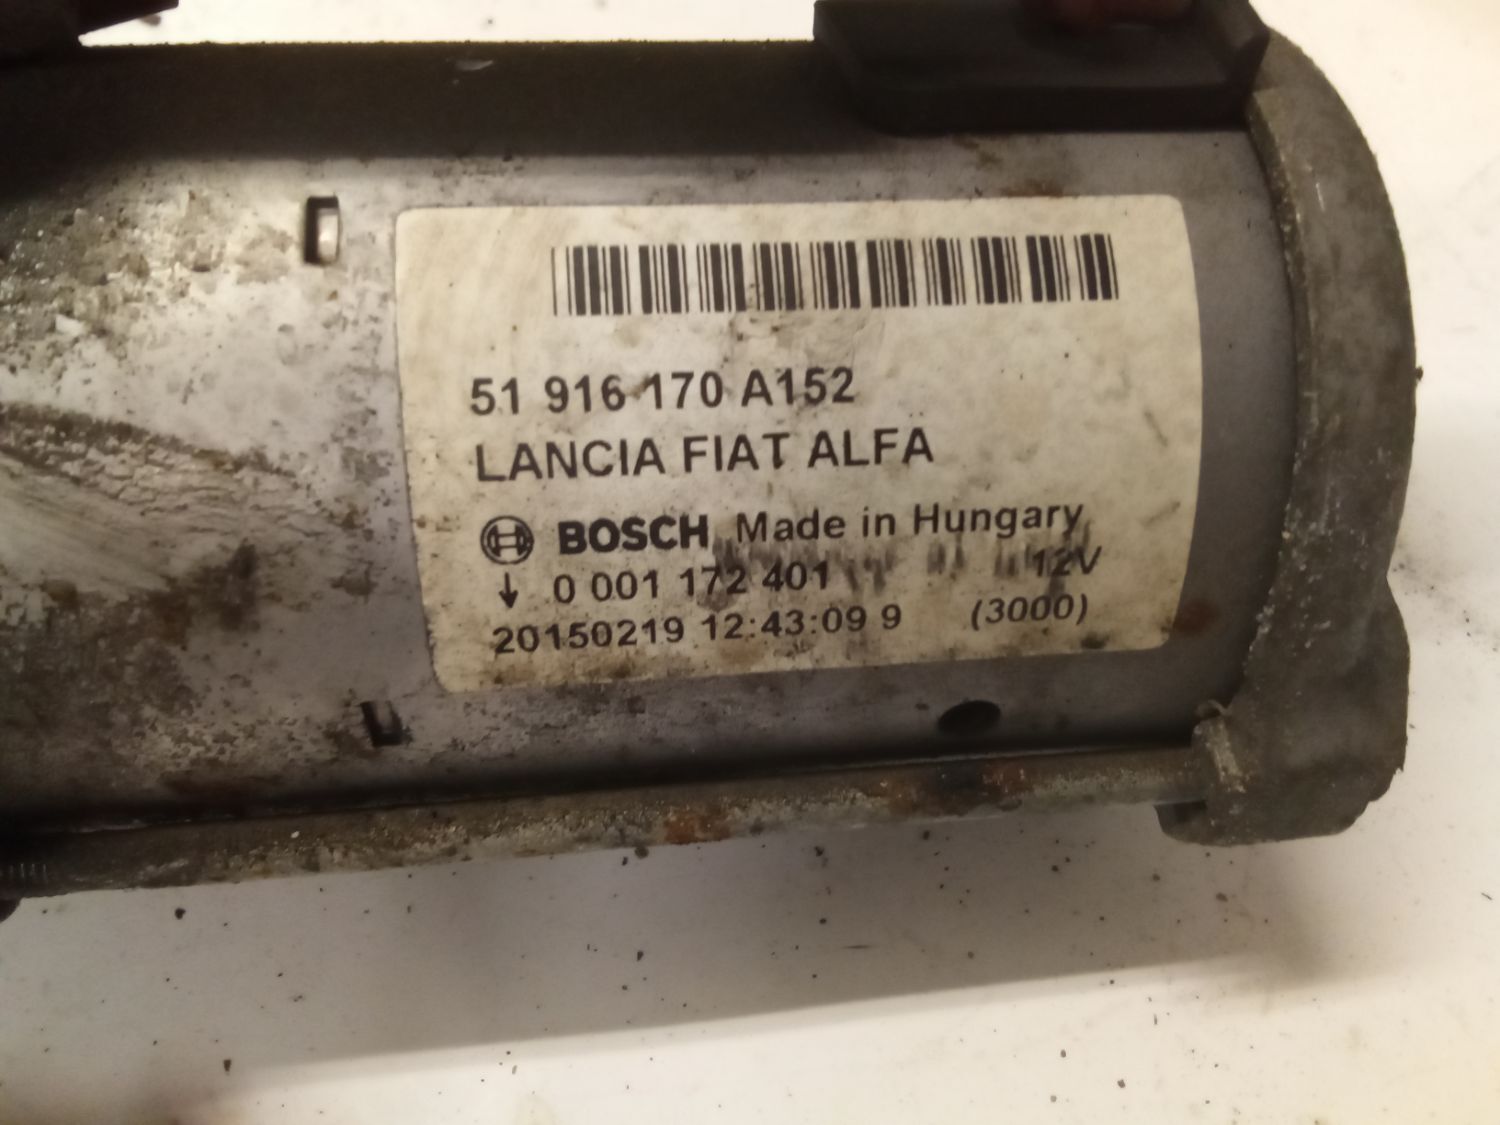 51 916 170 A152
LANCIA FIAT ALFA
BOSCH Made in Hungary
↓ 0 001 172 401 12V
20150219 12:43:09 9 (3000)